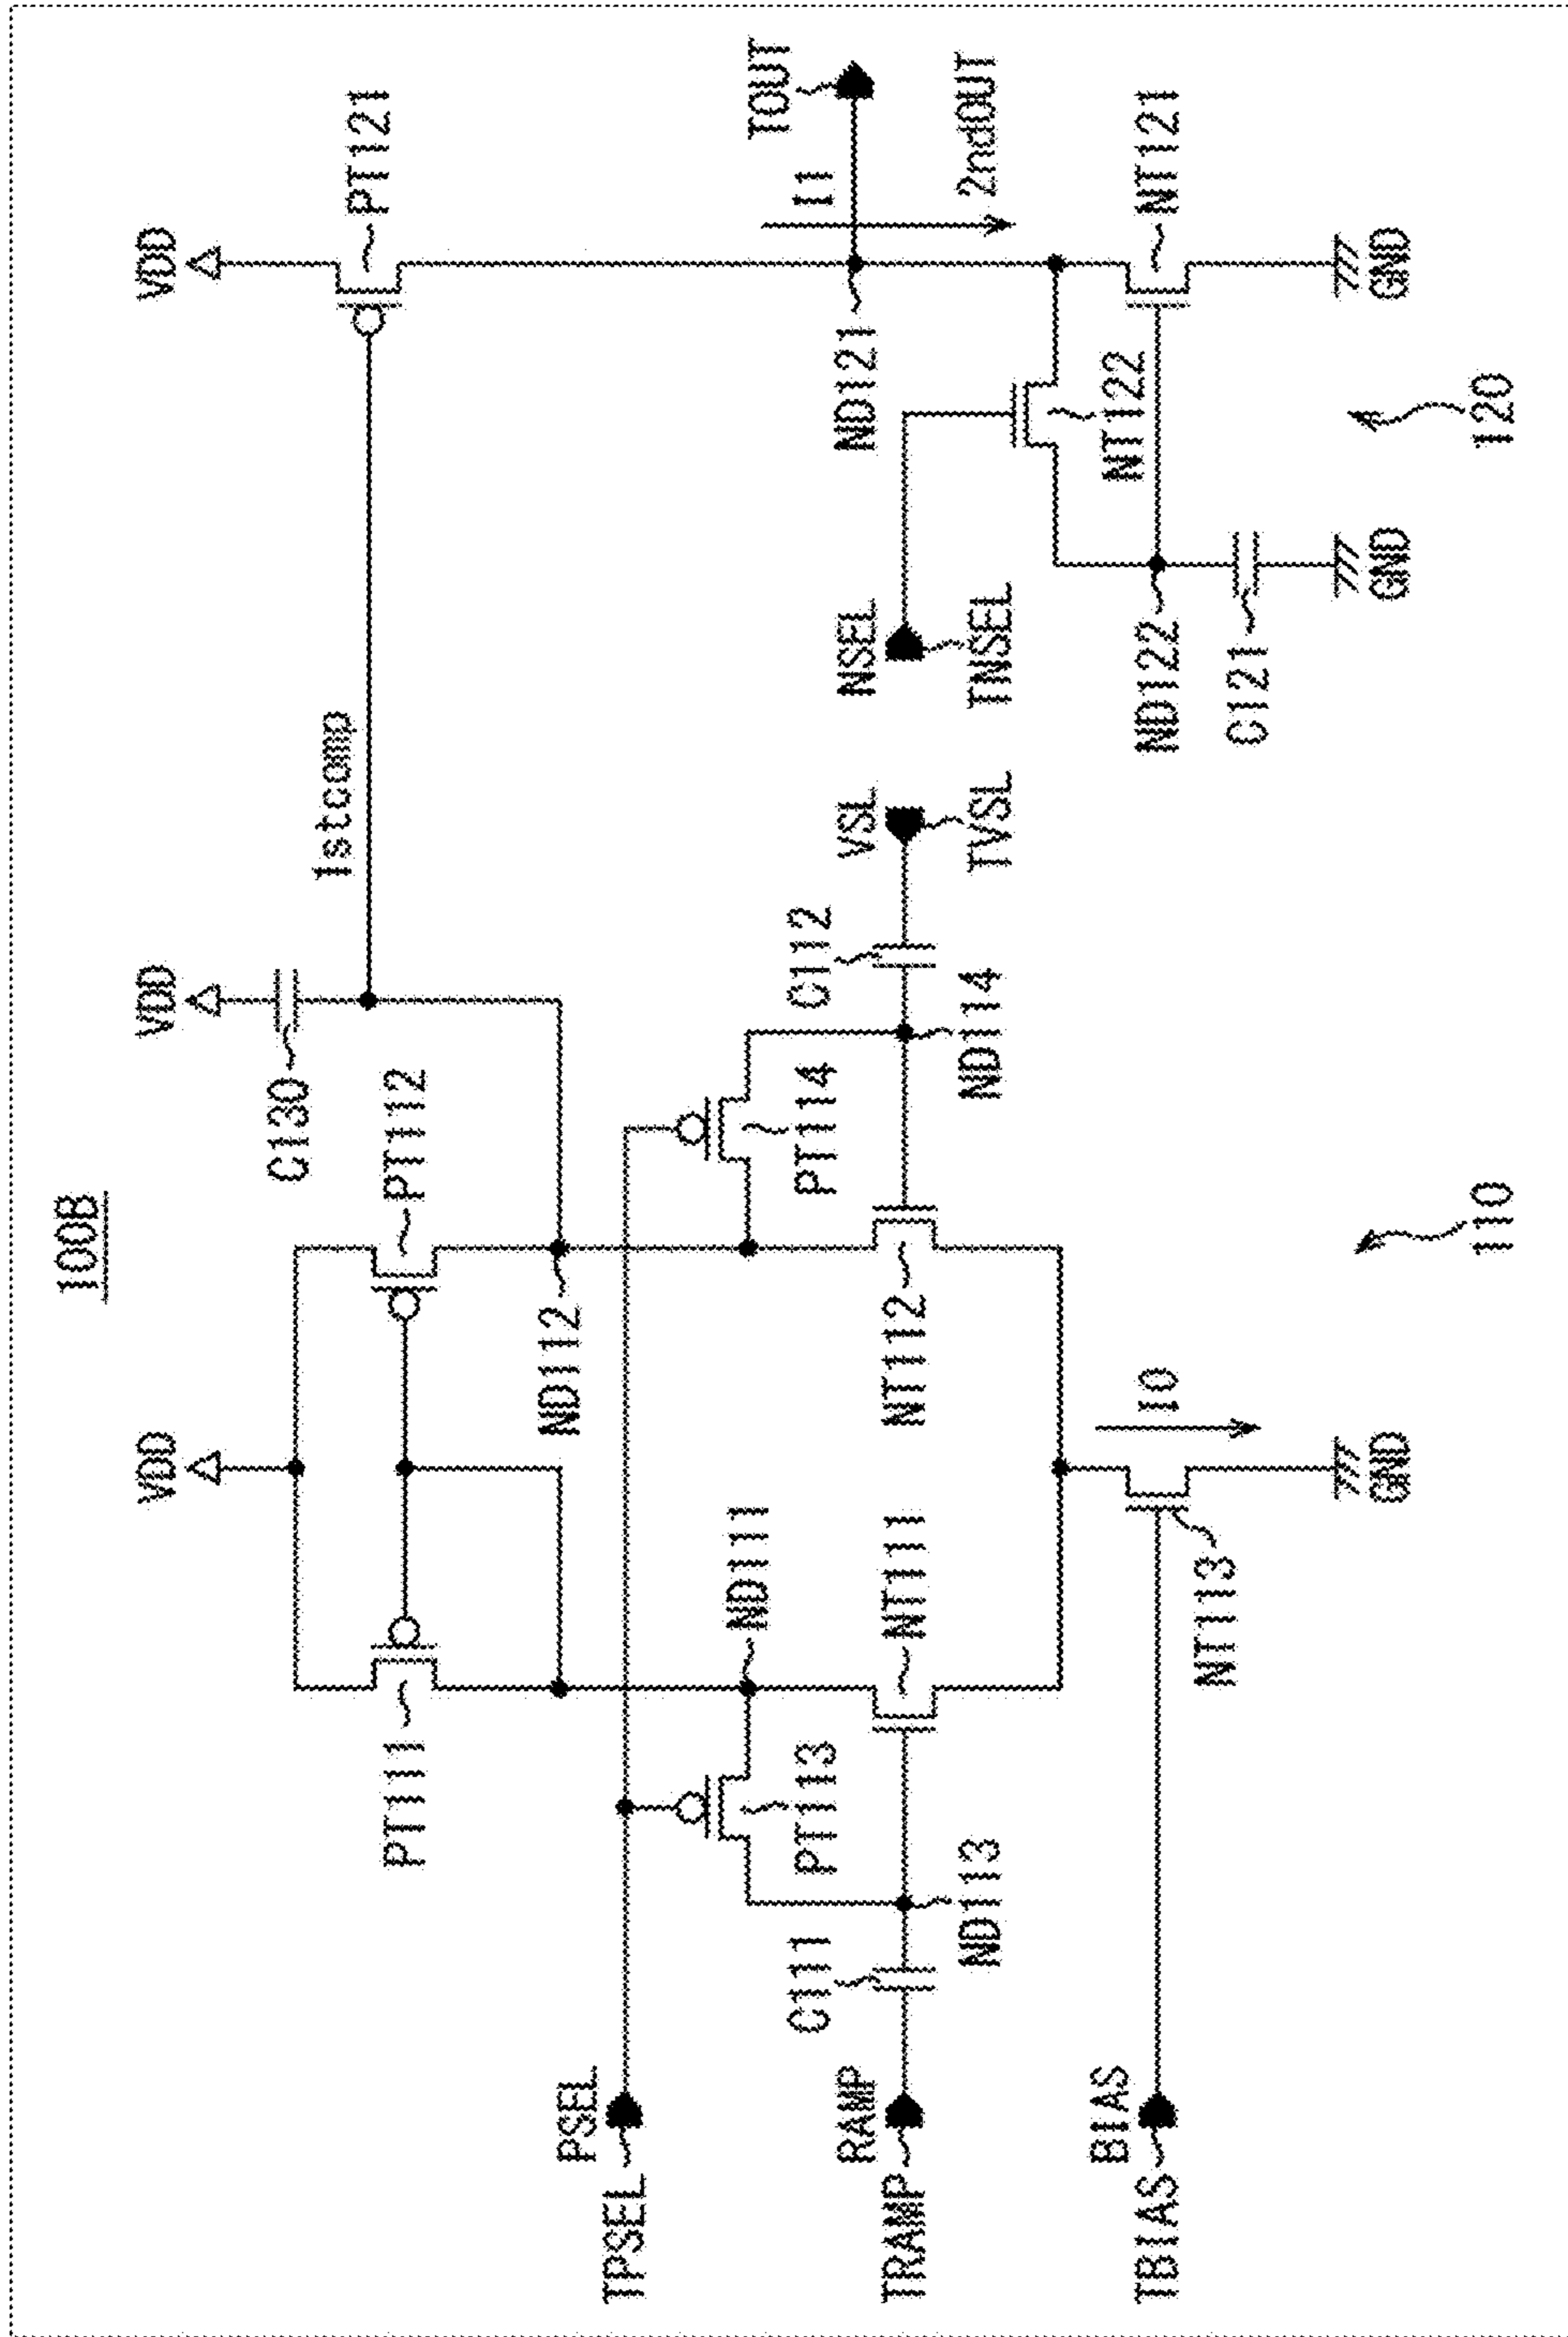 100B
VDD
VDD
VDD
PT111
PT112
C130
1stcomp
PT121
PSEL
TPSEL
ND112
ND111
PT113
PT114
C111
C112
RAMP
TRAMP
ND113
NT111
NT112
ND114
VSL
TVSL
NSEL
TNSEL
ND121
I1
TOUT
2ndOUT
NT122
BIAS
TBIAS
NT113
I0
ND122
C121
NT121
GND
GND
GND
110
120